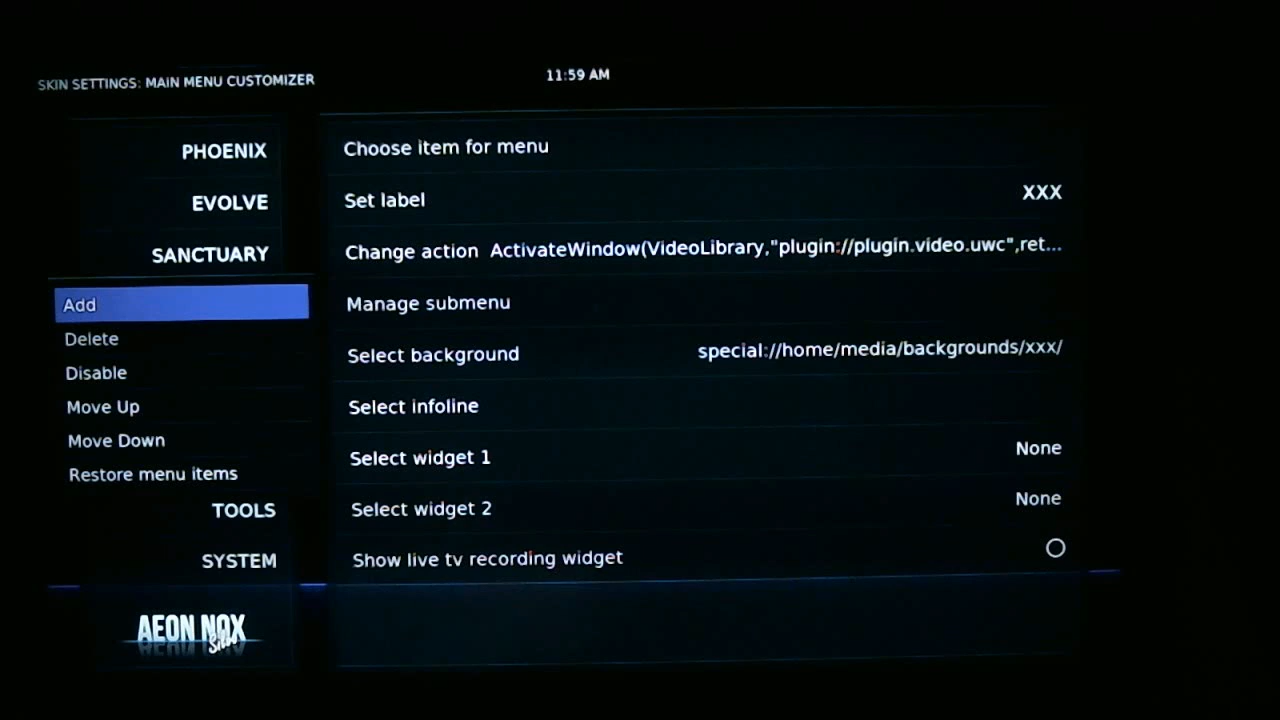 SKIN SETTINGS: MAIN MENU CUSTOMIZER
11:59 AM
PHOENIX
EVOLVE
SANCTUARY
Add
Delete
Disable
Move Up
Move Down
Restore menu items
TOOLS
SYSTEM
AEON NOX
Silvo
Choose item for menu
Set label XXX
Change action ActivateWindow(VideoLibrary,"plugin://plugin.video.uwc",ret...
Manage submenu
Select background special://home/media/backgrounds/xxx/
Select infoline
Select widget 1 None
Select widget 2 None
Show live tv recording widget